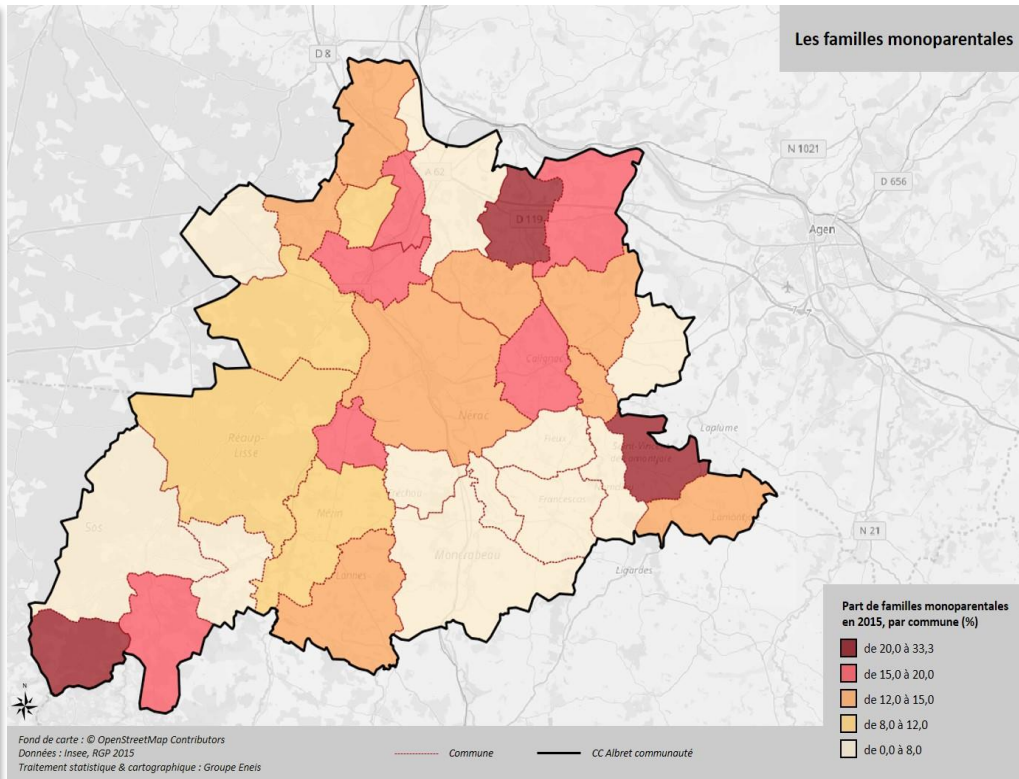 Les familles monoparentales
D 8
N 1021
A 62
D 656
D 119
Agen
Calignac
Nérac
Laplume
Réaup-
Lisse
Fieux
Francescas
Lamontjoie
Sos
Mézin
Moncrabeau
N 21
Lannes
Ligardes
Part de familles monoparentales
en 2015, par commune (%)
de 20,0 à 33,3
de 15,0 à 20,0
de 12,0 à 15,0
de 8,0 à 12,0
de 0,0 à 8,0
N
Fond de carte : © OpenStreetMap Contributors
Données : Insee, RGP 2015
Commune
CC Albret communauté
Traitement statistique & cartographique : Groupe Eneis